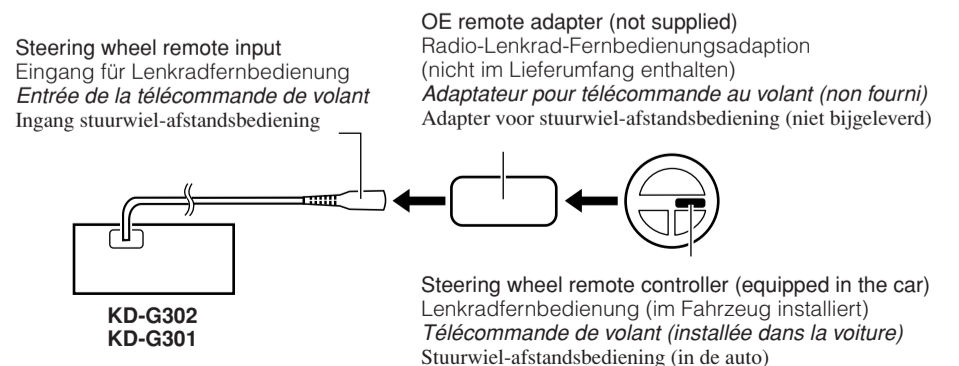 Steering wheel remote input
Eingang für Lenkradfernbedienung
Entrée de la télécommande de volant
Ingang stuurwiel-afstandsbediening
OE remote adapter (not supplied)
Radio-Lenkrad-Fernbedienungsadaption
(nicht im Lieferumfang enthalten)
Adaptateur pour télécommande au volant (non fourni)
Adapter voor stuurwiel-afstandsbediening (niet bijgeleverd)
KD-G302
KD-G301
Steering wheel remote controller (equipped in the car)
Lenkradfernbedienung (im Fahrzeug installiert)
Télécommande de volant (installée dans la voiture)
Stuurwiel-afstandsbediening (in de auto)